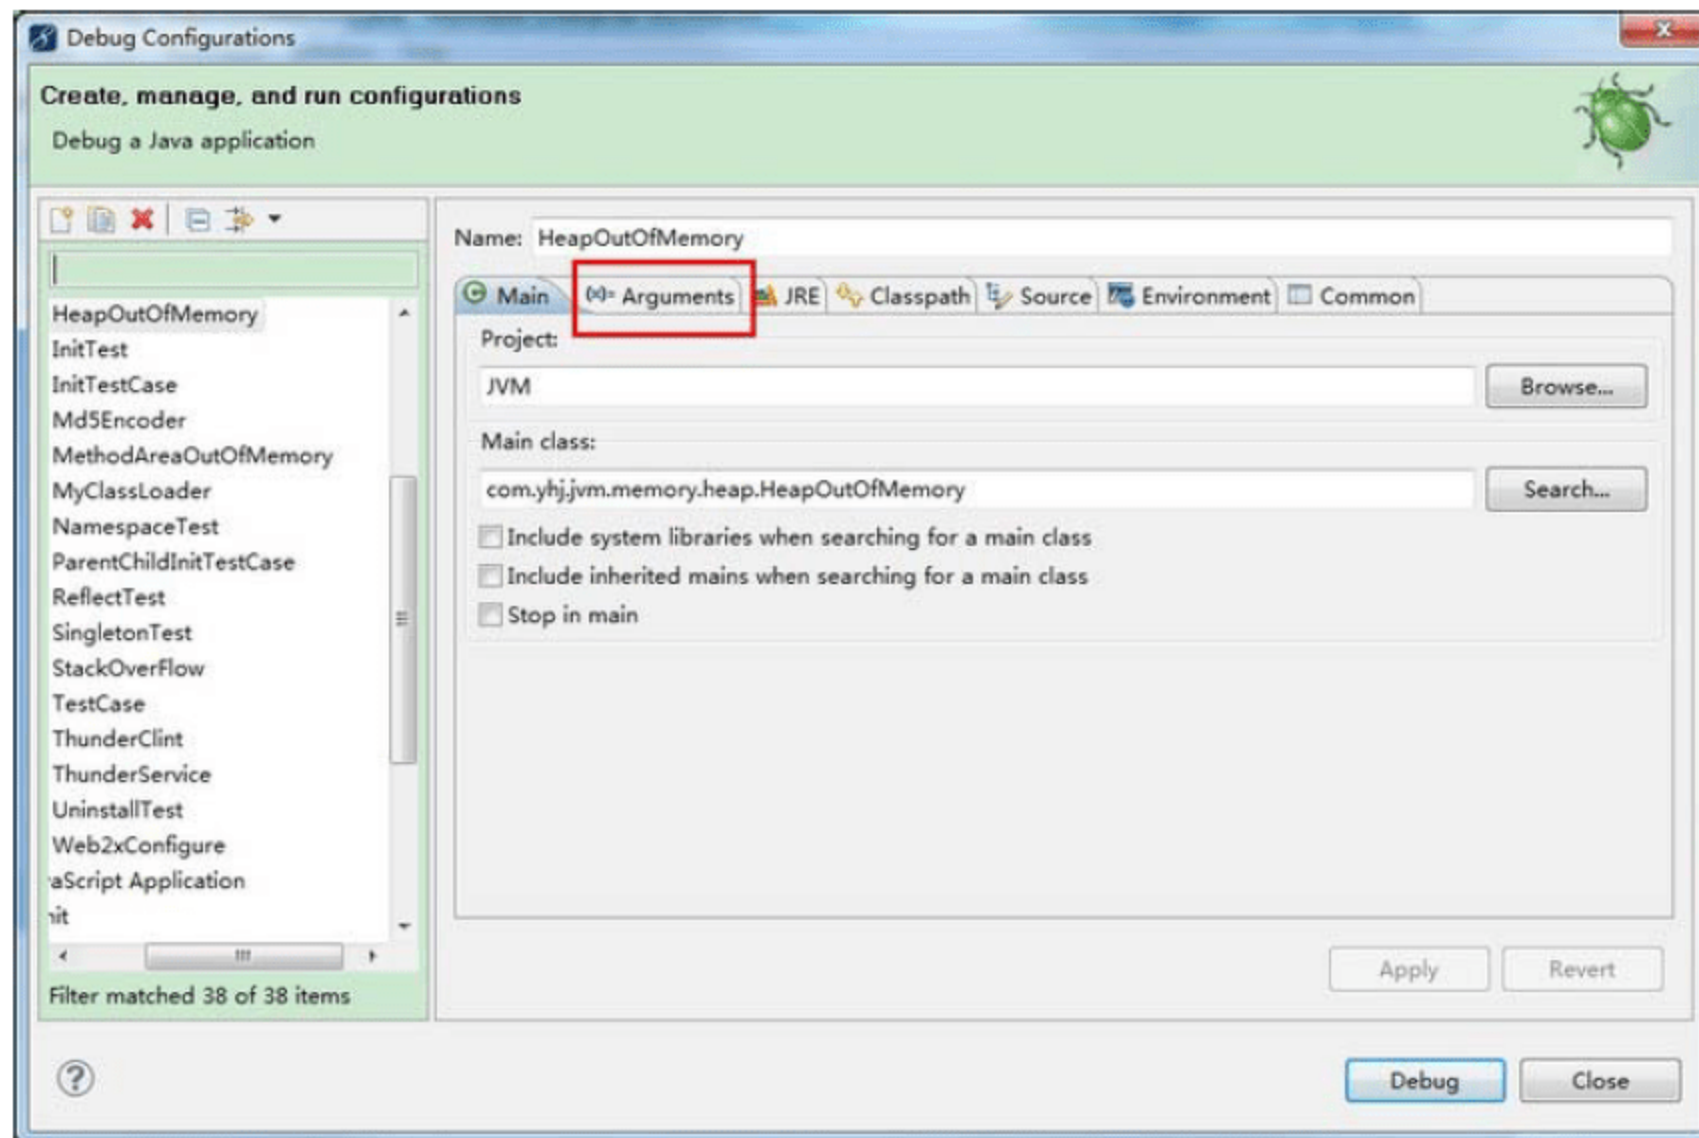 Debug Configurations
Create, manage, and run configurations
Debug a Java application
Name: HeapOutOfMemory
Main (x)= Arguments JRE Classpath Source Environment Common
Project:
JVM
Browse...
Main class:
com.yhj.jvm.memory.heap.HeapOutOfMemory
Search...
Include system libraries when searching for a main class
Include inherited mains when searching for a main class
Stop in main
HeapOutOfMemory
InitTest
InitTestCase
Md5Encoder
MethodAreaOutOfMemory
MyClassLoader
NamespaceTest
ParentChildInitTestCase
ReflectTest
SingletonTest
StackOverFlow
TestCase
ThunderClint
ThunderService
UninstallTest
Web2xConfigure
aScript Application
nit
Filter matched 38 of 38 items
Apply
Revert
?
Debug
Close